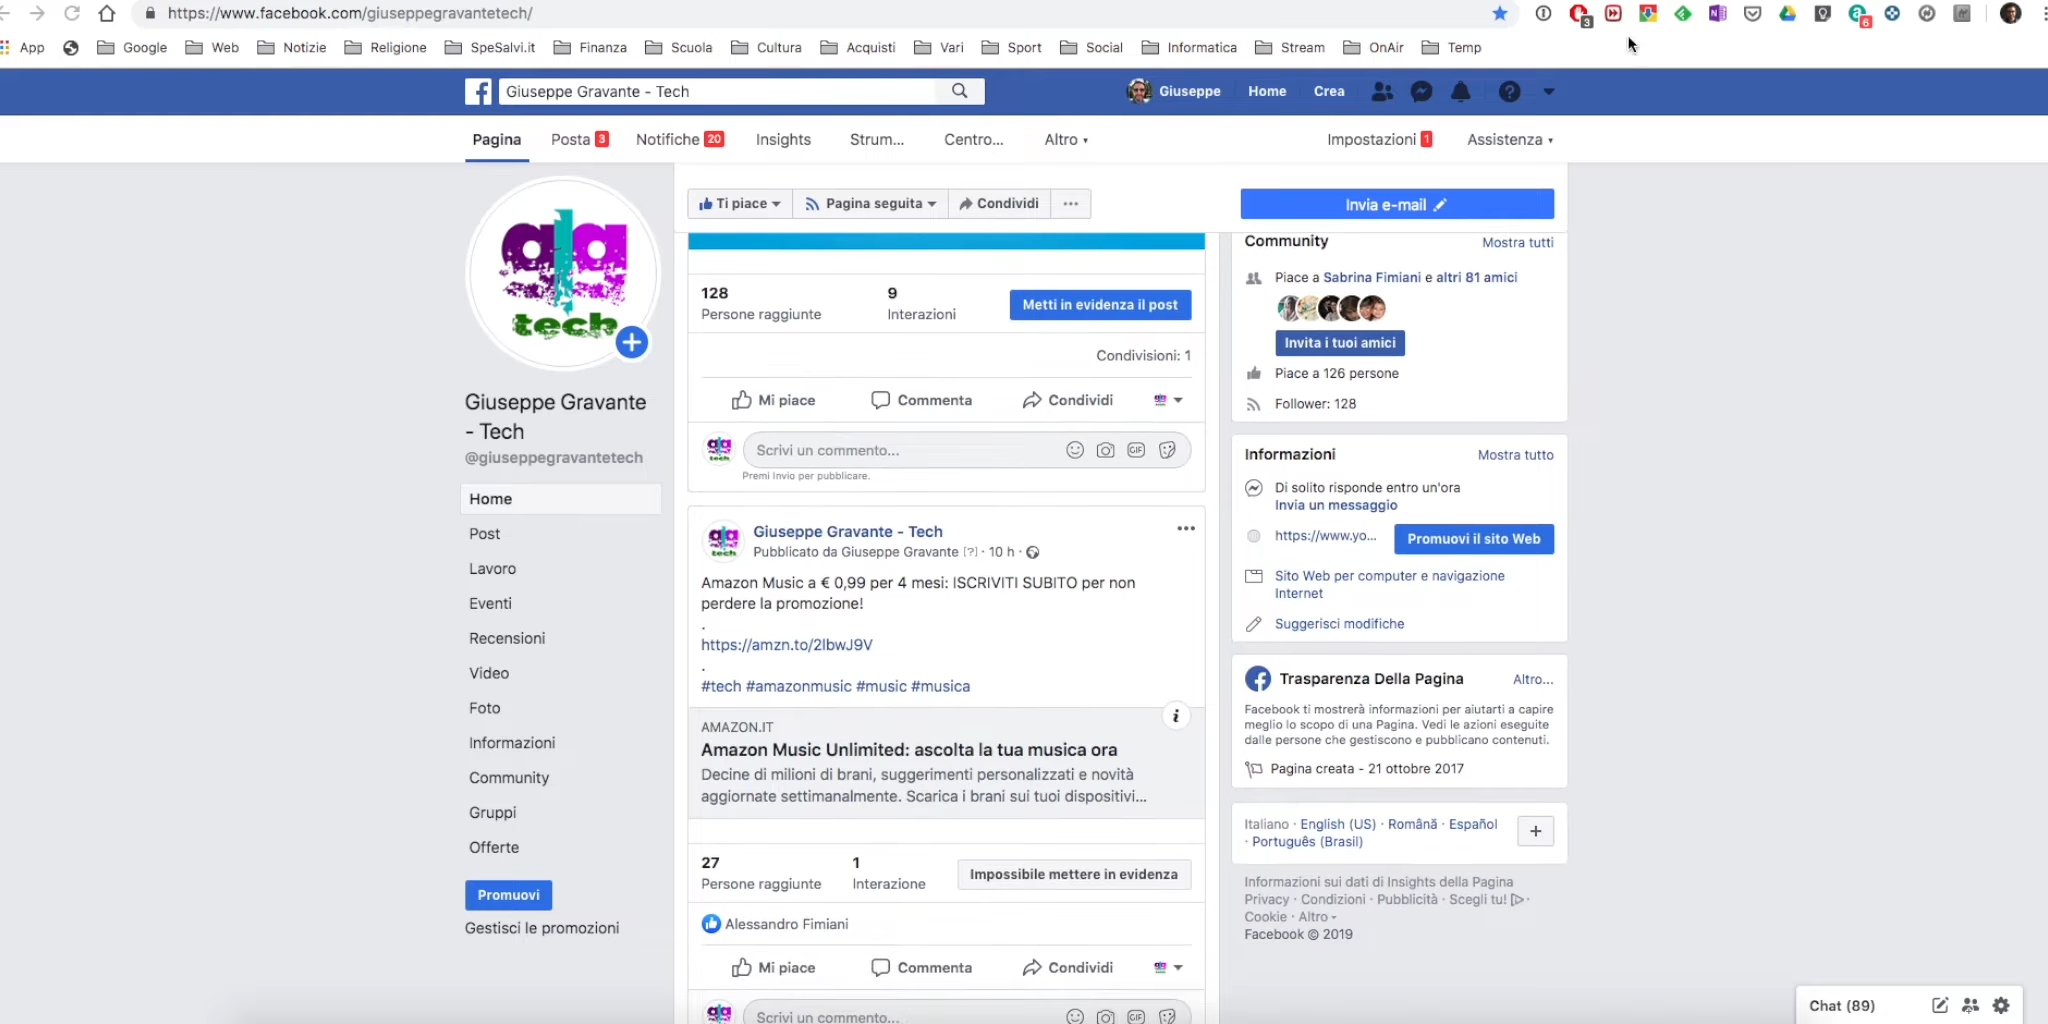 https://www.facebook.com/giuseppegravantetech/
3
6
App
Google
Web
Notizie
Religione
SpeSalvi.it
Finanza
Scuola
Cultura
Acquisti
Vari
Sport
Social
Informatica
Stream
OnAir
Temp
Giuseppe Gravante - Tech
Giuseppe
Home
Crea
Pagina
Posta 3
Notifiche 20
Insights
Strum...
Centro...
Altro
Impostazioni 1
Assistenza
Ti piace
Pagina seguita
Condividi
Invia e-mail
glg
tech
Giuseppe Gravante
- Tech
@giuseppegravantetech
Home
Post
Lavoro
Eventi
Recensioni
Video
Foto
Informazioni
Community
Gruppi
Offerte
Promuovi
Gestisci le promozioni
128
Persone raggiunte
9
Interazioni
Metti in evidenza il post
Condivisioni: 1
Mi piace
Commenta
Condividi
Scrivi un commento...
GIF
Premi Invio per pubblicare.
Giuseppe Gravante - Tech
Pubblicato da Giuseppe Gravante [?] · 10 h ·
Amazon Music a € 0,99 per 4 mesi: ISCRIVITI SUBITO per non
perdere la promozione!
.
https://amzn.to/2IbwJ9V
.
#tech #amazonmusic #music #musica
AMAZON.IT
Amazon Music Unlimited: ascolta la tua musica ora
Decine di milioni di brani, suggerimenti personalizzati e novità
aggiornate settimanalmente. Scarica i brani sui tuoi dispositivi...
27
Persone raggiunte
1
Interazione
Impossibile mettere in evidenza
Alessandro Fimiani
Mi piace
Commenta
Condividi
Scrivi un commento...
GIF
Community
Mostra tutti
Piace a Sabrina Fimiani e altri 81 amici
Invita i tuoi amici
Piace a 126 persone
Follower: 128
Informazioni
Mostra tutto
Di solito risponde entro un'ora
Invia un messaggio
https://www.yo...
Promuovi il sito Web
Sito Web per computer e navigazione
Internet
Suggerisci modifiche
Trasparenza Della Pagina
Altro...
Facebook ti mostrerà informazioni per aiutarti a capire
meglio lo scopo di una Pagina. Vedi le azioni eseguite
dalle persone che gestiscono e pubblicano contenuti.
Pagina creata - 21 ottobre 2017
Italiano · English (US) · Română · Español
· Português (Brasil)
Informazioni sui dati di Insights della Pagina
Privacy · Condizioni · Pubblicità · Scegli tu! ·
Cookie · Altro
Facebook © 2019
Chat (89)